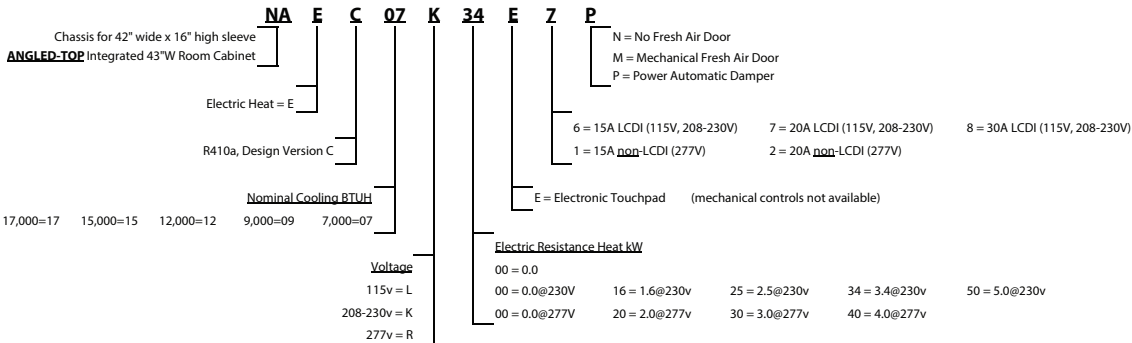 NA E C 07 K 34 E 7 P
Chassis for 42" wide x 16" high sleeve
ANGLED-TOP Integrated 43"W Room Cabinet
N = No Fresh Air Door
M = Mechanical Fresh Air Door
P = Power Automatic Damper
Electric Heat = E
6 = 15A LCDI (115V, 208-230V) 7 = 20A LCDI (115V, 208-230V) 8 = 30A LCDI (115V, 208-230V)
1 = 15A non-LCDI (277V) 2 = 20A non-LCDI (277V)
R410a, Design Version C
Nominal Cooling BTUH
17,000=17 15,000=15 12,000=12 9,000=09 7,000=07
E = Electronic Touchpad (mechanical controls not available)
Electric Resistance Heat kW
00 = 0.0
00 = 0.0@230V 16 = 1.6@230v 25 = 2.5@230v 34 = 3.4@230v 50 = 5.0@230v
00 = 0.0@277V 20 = 2.0@277v 30 = 3.0@277v 40 = 4.0@277v
Voltage
115v = L
208-230v = K
277v = R